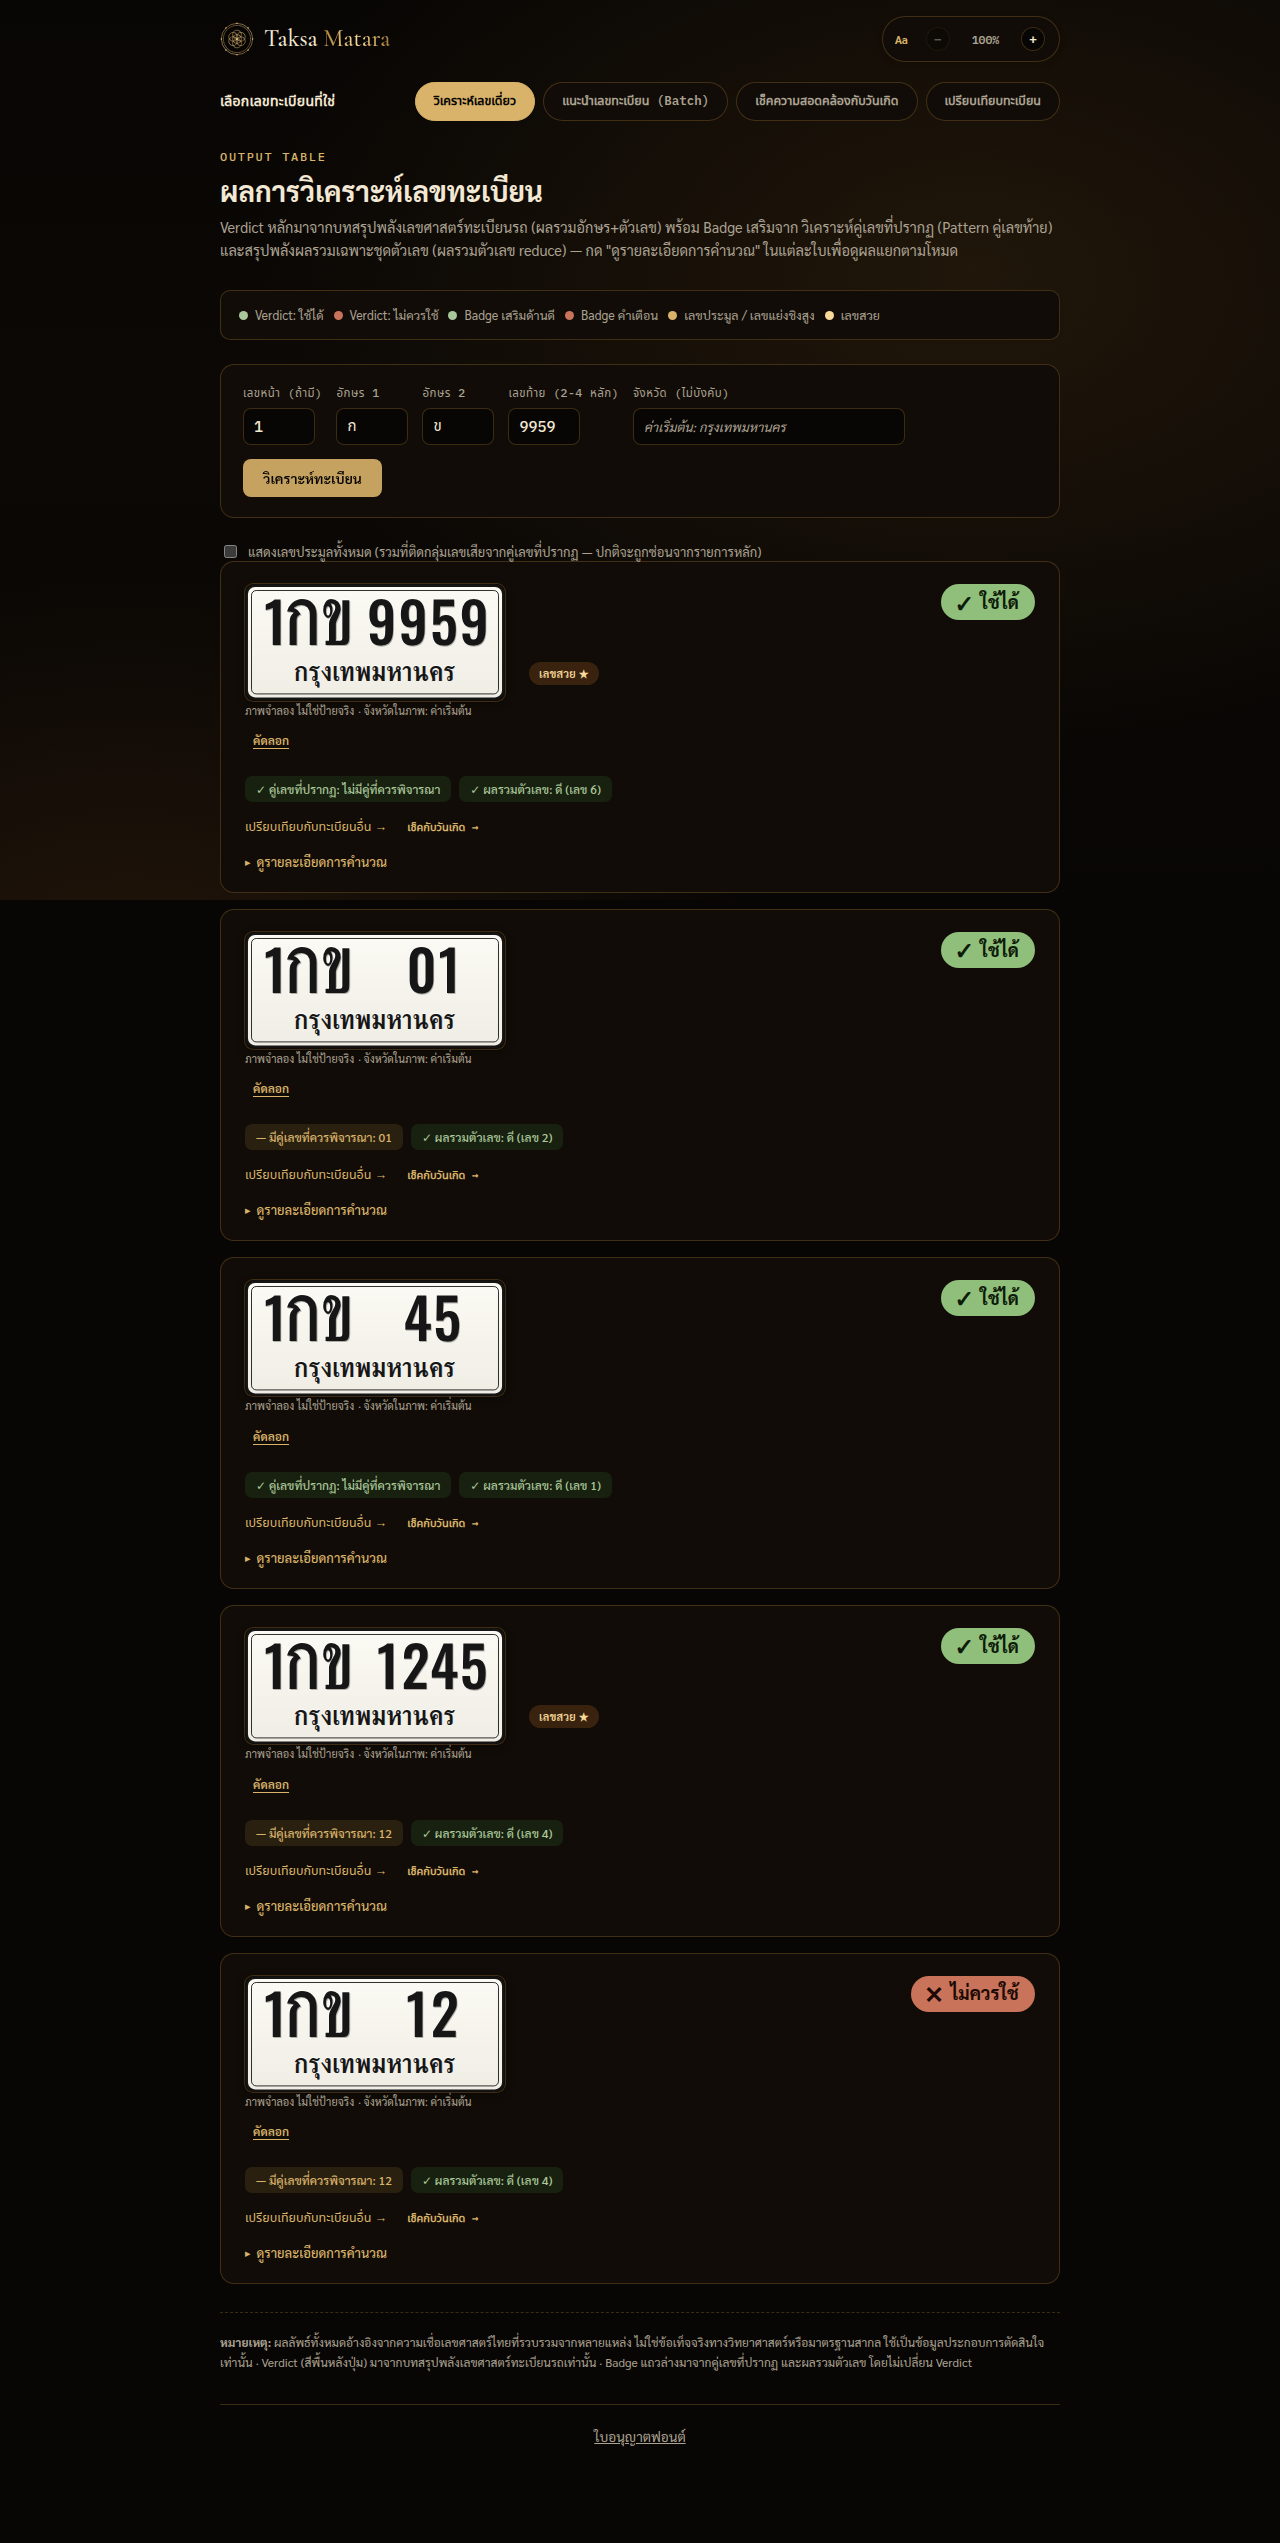 Taksa Matara
Aa − 100% +
เลือกเลขทะเบียนที่ใช่
วิเคราะห์เลขเดี่ยว
แนะนำเลขทะเบียน (Batch)
เช็คความสอดคล้องกับวันเกิด
เปรียบเทียบทะเบียน
OUTPUT TABLE
ผลการวิเคราะห์เลขทะเบียน
Verdict หลักมาจากบทสรุปพลังเลขศาสตร์ทะเบียนรถ (ผลรวมอักษร+ตัวเลข) พร้อม Badge เสริมจาก วิเคราะห์คู่เลขที่ปรากฏ (Pattern คู่เลขท้าย)
และสรุปพลังผลรวมเฉพาะชุดตัวเลข (ผลรวมตัวเลข reduce) — กด "ดูรายละเอียดการคำนวณ" ในแต่ละใบเพื่อดูผลแยกตามโหมด
Verdict: ใช้ได้ Verdict: ไม่ควรใช้ Badge เสริมด้านดี Badge คำเตือน เลขประมูล / เลขแย่งชิงสูง เลขสวย
เลขหน้า (ถ้ามี) อักษร 1 อักษร 2 เลขท้าย (2-4 หลัก) จังหวัด (ไม่บังคับ)
1 ก ข 9959 ค่าเริ่มต้น: กรุงเทพมหานคร
วิเคราะห์ทะเบียน
แสดงเลขประมูลทั้งหมด (รวมที่ติดกลุ่มเลขเสียจากคู่เลขที่ปรากฏ — ปกติจะถูกซ่อนจากรายการหลัก)
1กข 9959
กรุงเทพมหานคร
เลขสวย ★
✓ ใช้ได้
ภาพจำลอง ไม่ใช่ป้ายจริง · จังหวัดในภาพ: ค่าเริ่มต้น
คัดลอก
✓ คู่เลขที่ปรากฏ: ไม่มีคู่ที่ควรพิจารณา ✓ ผลรวมตัวเลข: ดี (เลข 6)
เปรียบเทียบกับทะเบียนอื่น → เช็คกับวันเกิด →
▸ ดูรายละเอียดการคำนวณ
1กข 01
กรุงเทพมหานคร
✓ ใช้ได้
ภาพจำลอง ไม่ใช่ป้ายจริง · จังหวัดในภาพ: ค่าเริ่มต้น
คัดลอก
— มีคู่เลขที่ควรพิจารณา: 01 ✓ ผลรวมตัวเลข: ดี (เลข 2)
เปรียบเทียบกับทะเบียนอื่น → เช็คกับวันเกิด →
▸ ดูรายละเอียดการคำนวณ
1กข 45
กรุงเทพมหานคร
✓ ใช้ได้
ภาพจำลอง ไม่ใช่ป้ายจริง · จังหวัดในภาพ: ค่าเริ่มต้น
คัดลอก
✓ คู่เลขที่ปรากฏ: ไม่มีคู่ที่ควรพิจารณา ✓ ผลรวมตัวเลข: ดี (เลข 1)
เปรียบเทียบกับทะเบียนอื่น → เช็คกับวันเกิด →
▸ ดูรายละเอียดการคำนวณ
1กข 1245
กรุงเทพมหานคร
เลขสวย ★
✓ ใช้ได้
ภาพจำลอง ไม่ใช่ป้ายจริง · จังหวัดในภาพ: ค่าเริ่มต้น
คัดลอก
— มีคู่เลขที่ควรพิจารณา: 12 ✓ ผลรวมตัวเลข: ดี (เลข 4)
เปรียบเทียบกับทะเบียนอื่น → เช็คกับวันเกิด →
▸ ดูรายละเอียดการคำนวณ
1กข 12
กรุงเทพมหานคร
✕ ไม่ควรใช้
ภาพจำลอง ไม่ใช่ป้ายจริง · จังหวัดในภาพ: ค่าเริ่มต้น
คัดลอก
— มีคู่เลขที่ควรพิจารณา: 12 ✓ ผลรวมตัวเลข: ดี (เลข 4)
เปรียบเทียบกับทะเบียนอื่น → เช็คกับวันเกิด →
▸ ดูรายละเอียดการคำนวณ
หมายเหตุ: ผลลัพธ์ทั้งหมดอ้างอิงจากความเชื่อเลขศาสตร์ไทยที่รวบรวมจากหลายแหล่ง ไม่ใช่ข้อเท็จจริงทางวิทยาศาสตร์หรือมาตรฐานสากล ใช้เป็นข้อมูลประกอบการตัดสินใจ
เท่านั้น · Verdict (สีพื้นหลังปุ่ม) มาจากบทสรุปพลังเลขศาสตร์ทะเบียนรถเท่านั้น · Badge แถวล่างมาจากคู่เลขที่ปรากฏ และผลรวมตัวเลข โดยไม่เปลี่ยน Verdict
ใบอนุญาตฟอนต์